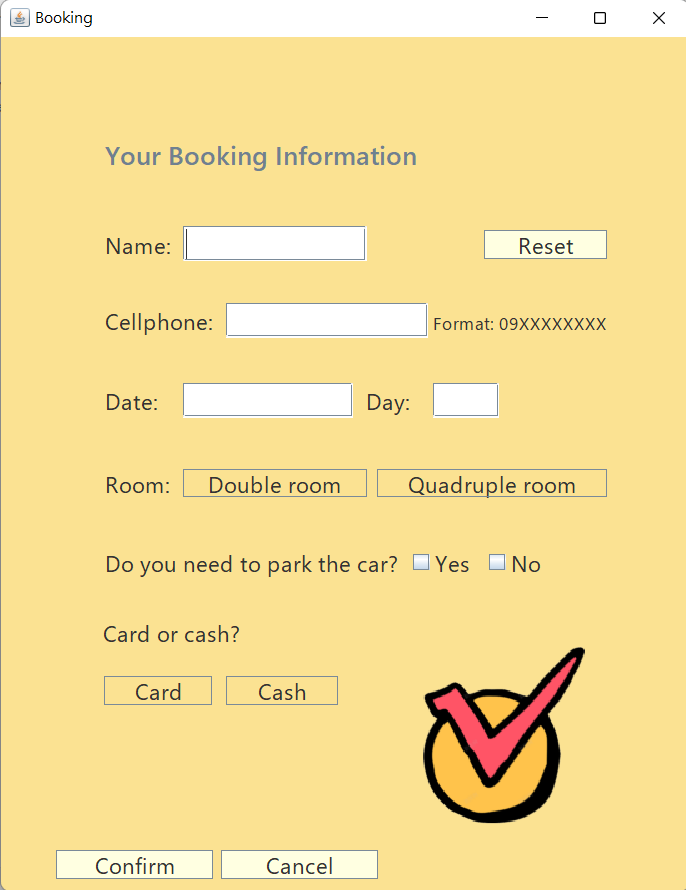 Booking
Your Booking Information
Name: Reset
Cellphone: Format: 09XXXXXXXX
Date: Day:
Room: Double room Quadruple room
Do you need to park the car? Yes No
Card or cash?
Card Cash
Confirm Cancel